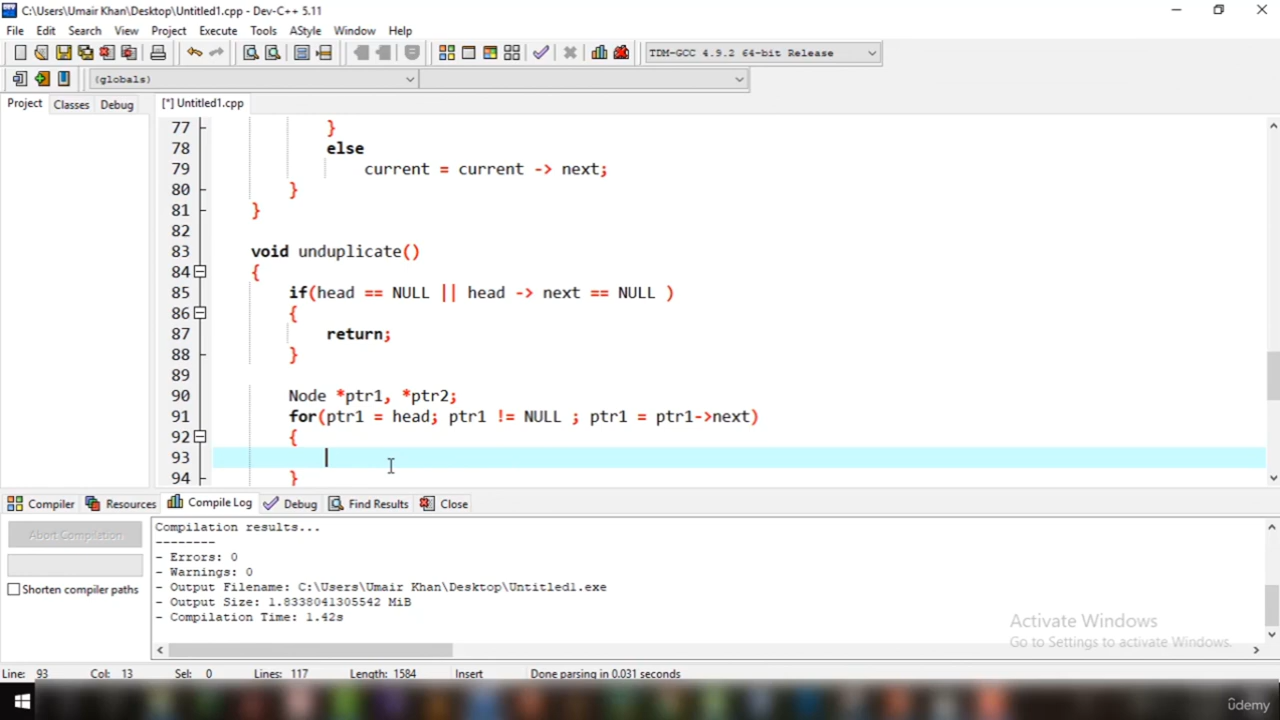 C:\Users\Umair Khan\Desktop\Untitled1.cpp - Dev-C++ 5.11
File Edit Search View Project Execute Tools AStyle Window Help
TDM-GCC 4.9.2 64-bit Release
(globals)
Project Classes Debug [*] Untitled1.cpp
77 }
78 else
79 current = current -> next;
80 }
81 }
82
83 void unduplicate()
84 {
85 if(head == NULL || head -> next == NULL )
86 {
87 return;
88 }
89
90 Node *ptr1, *ptr2;
91 for(ptr1 = head; ptr1 != NULL ; ptr1 = ptr1->next)
92 {
93
94 }
Compiler Resources Compile Log Debug Find Results Close
Abort Compilation
Shorten compiler paths
Compilation results...
--------
- Errors: 0
- Warnings: 0
- Output Filename: C:\Users\Umair Khan\Desktop\Untitled1.exe
- Output Size: 1.8338041305542 MiB
- Compilation Time: 1.42s
Activate Windows
Go to Settings to activate Windows.
Line: 93 Col: 13 Sel: 0 Lines: 117 Length: 1584 Insert Done parsing in 0.031 seconds
ûdemy